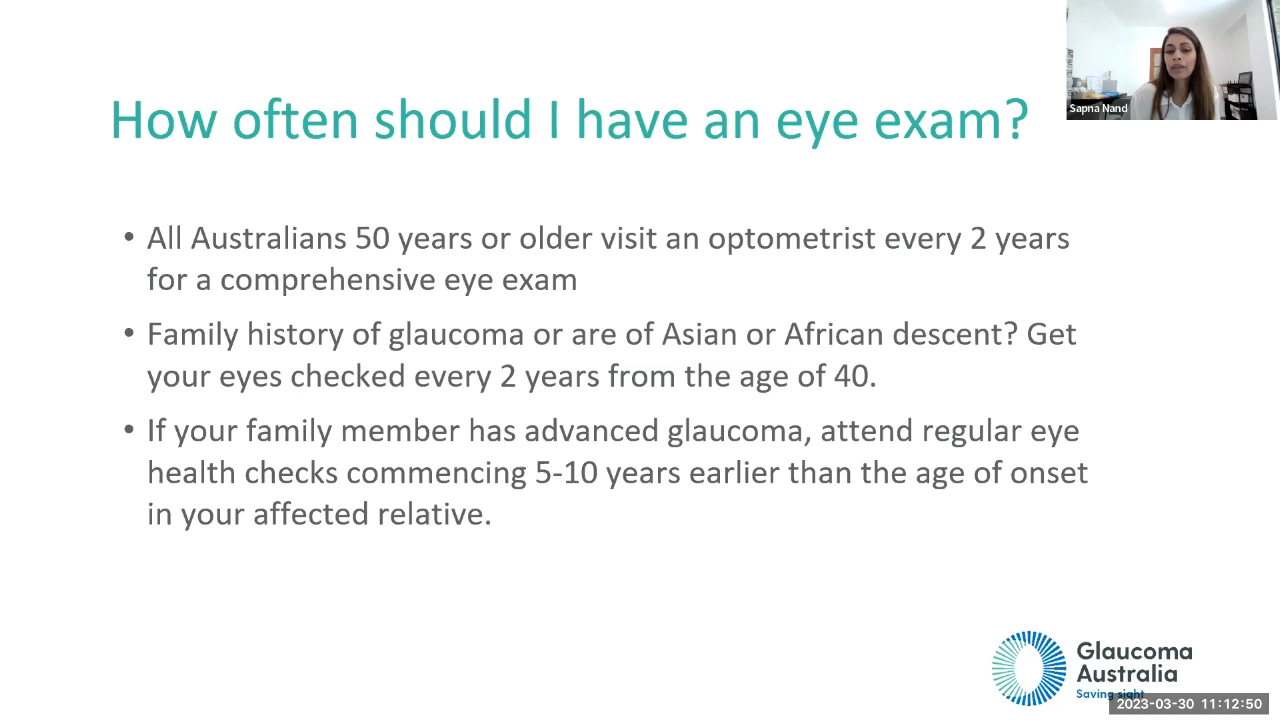 Sapna Nand
How often should I have an eye exam?
• All Australians 50 years or older visit an optometrist every 2 years
for a comprehensive eye exam
• Family history of glaucoma or are of Asian or African descent? Get
your eyes checked every 2 years from the age of 40.
• If your family member has advanced glaucoma, attend regular eye
health checks commencing 5-10 years earlier than the age of onset
in your affected relative.
Glaucoma
Australia
Saving sight
2023-03-30 11:12:50